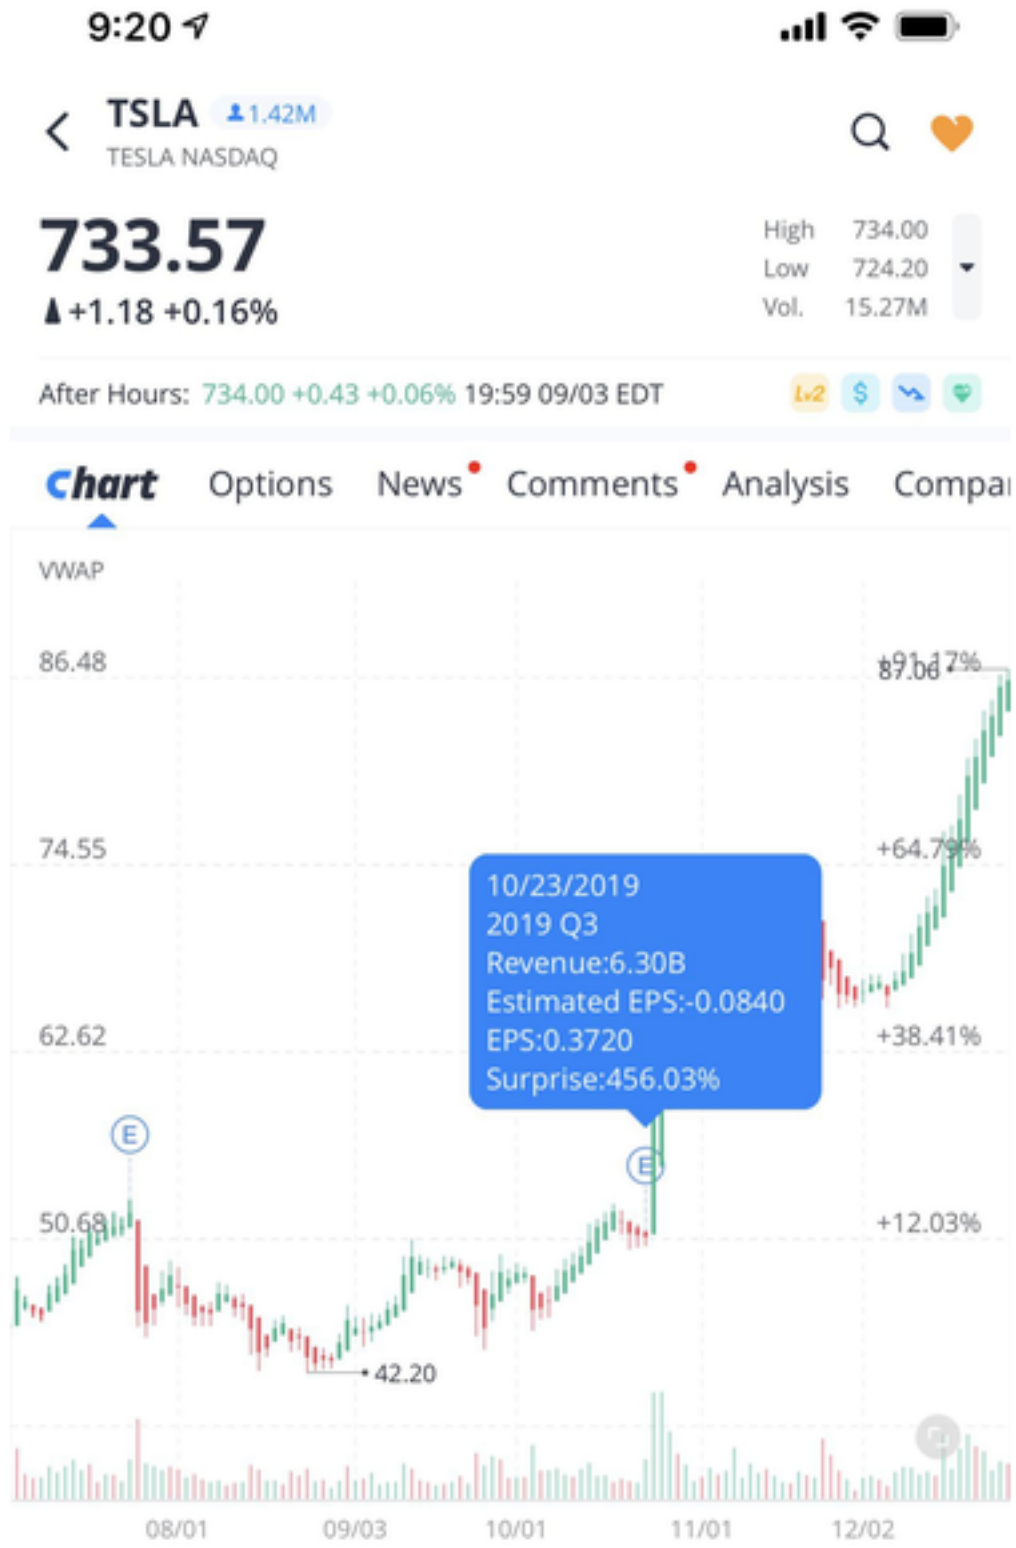 9:20
TSLA 1.42M
TESLA NASDAQ
733.57
+1.18 +0.16%
High 734.00
Low 724.20
Vol. 15.27M
After Hours: 734.00 +0.43 +0.06% 19:59 09/03 EDT
Lv2 $
Chart Options News Comments Analysis Compar
VWAP
86.48 +91.17%
87.06
74.55 +64.79%
10/23/2019
2019 Q3
Revenue:6.30B
Estimated EPS:-0.0840
EPS:0.3720
Surprise:456.03%
62.62 +38.41%
E
E
50.68 +12.03%
42.20
08/01 09/03 10/01 11/01 12/02